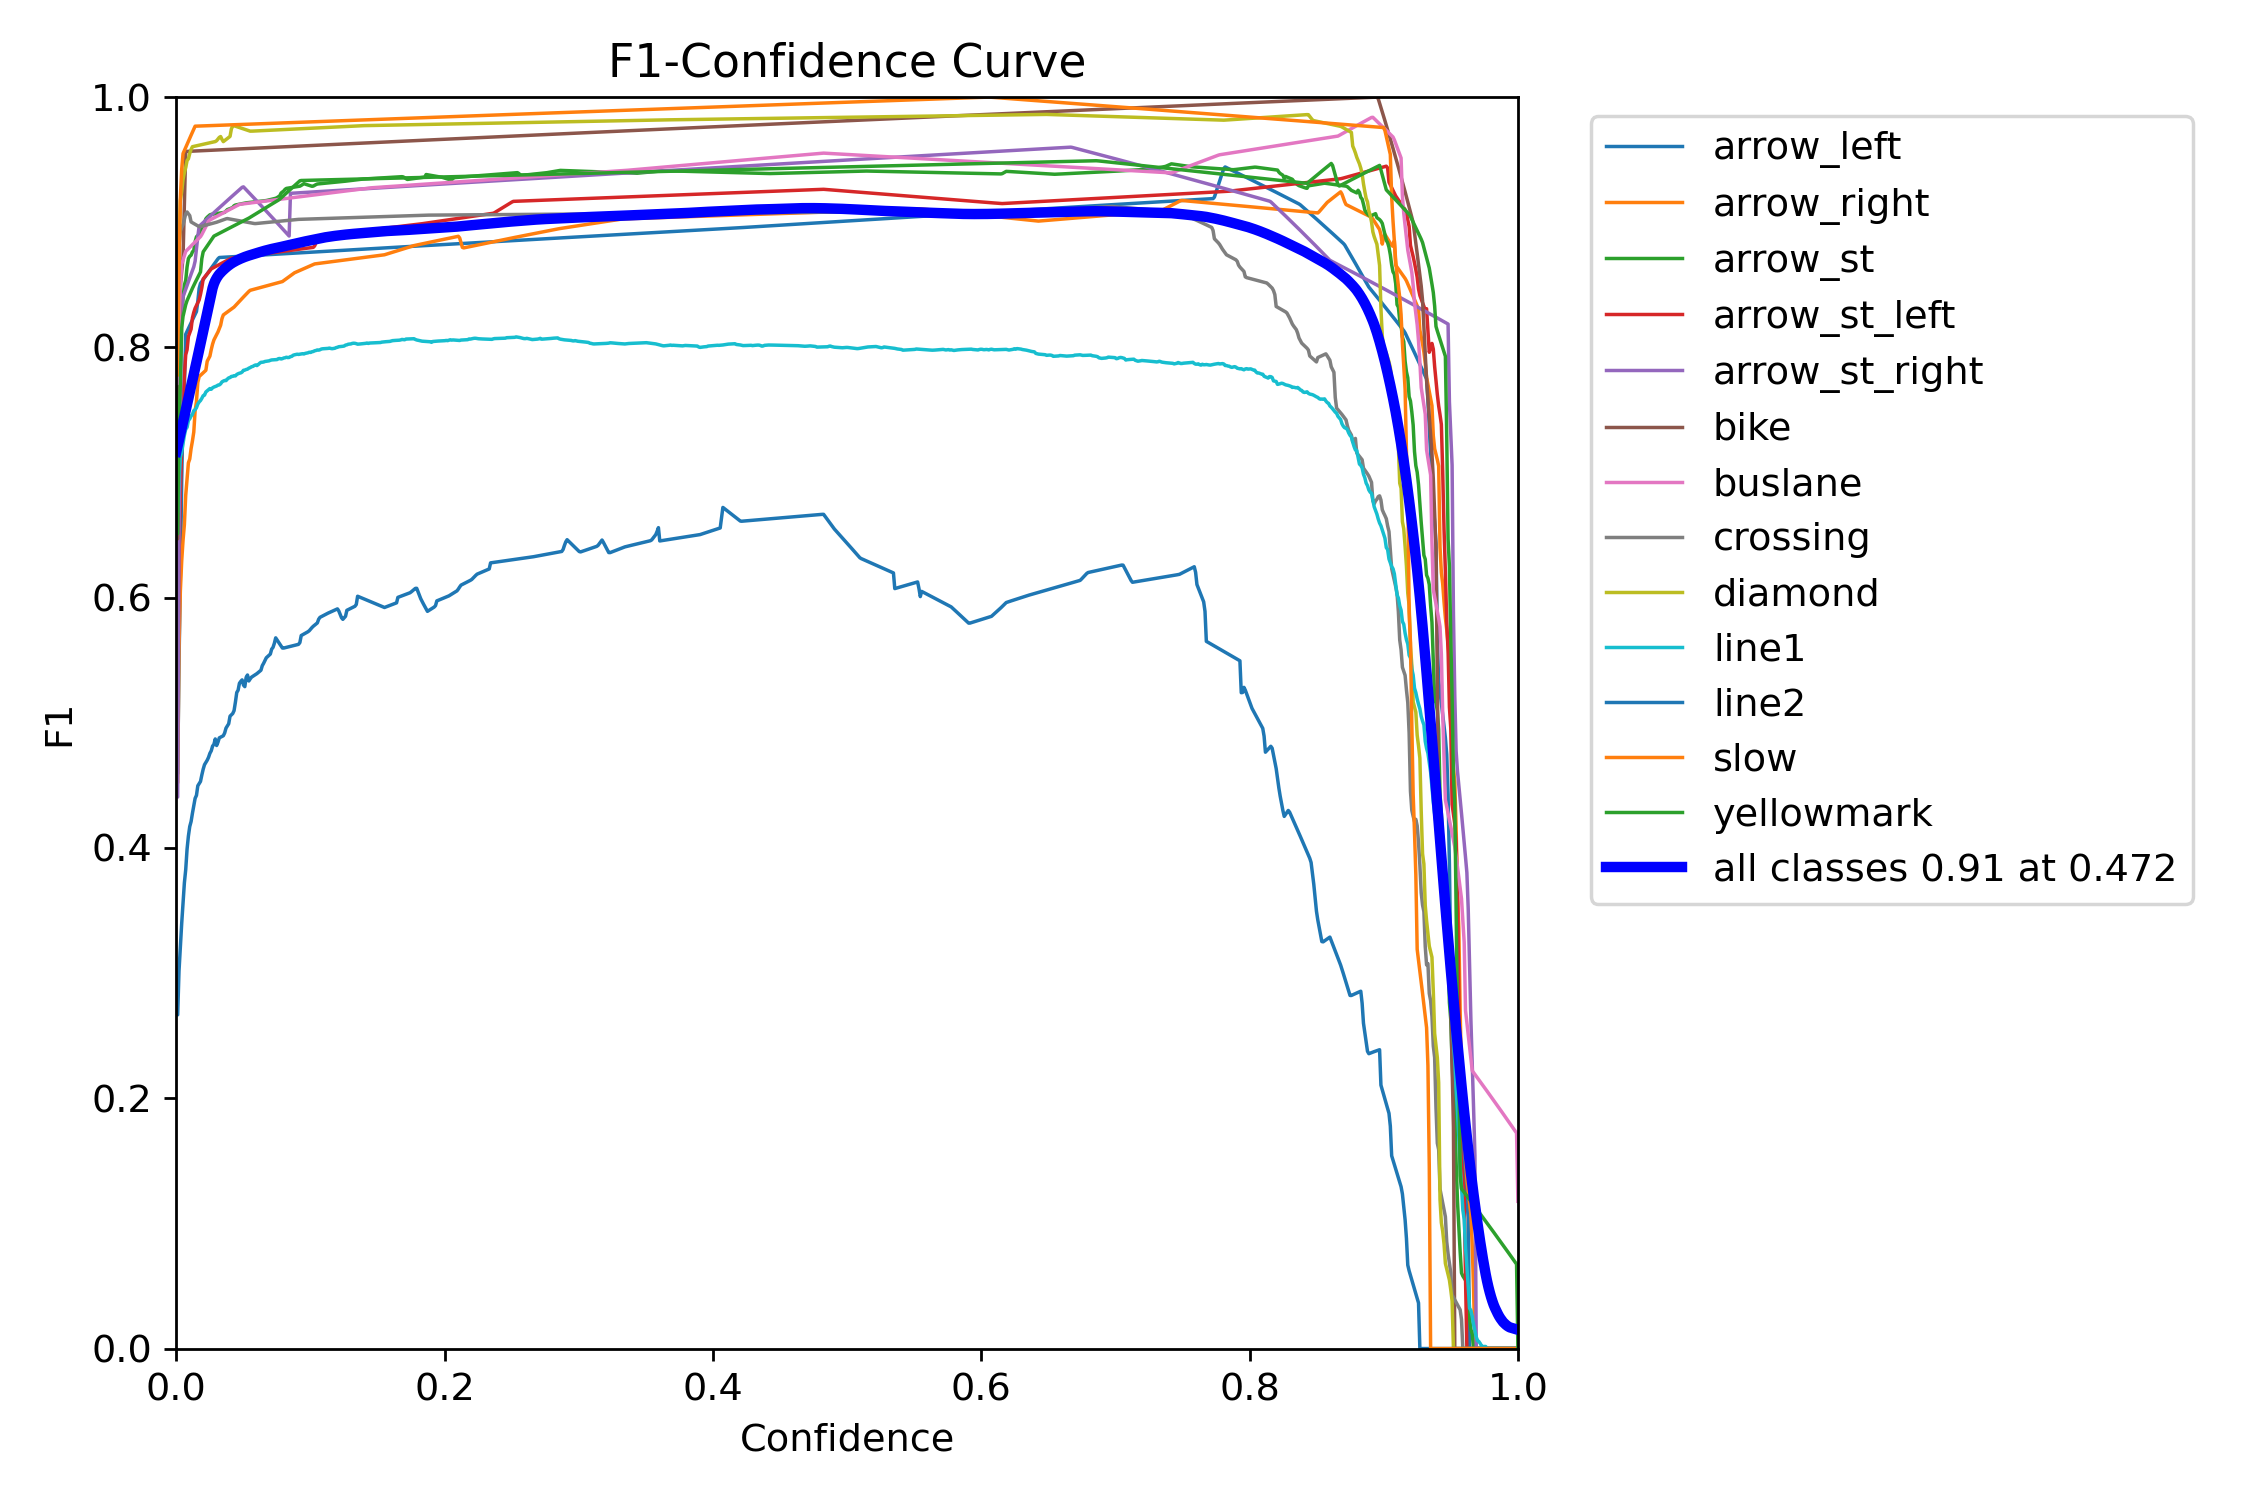 F1-Confidence Curve
1.0
0.8
0.6
0.4
0.2
0.0
F1
0.0 0.2 0.4 0.6 0.8 1.0
Confidence
arrow_left
arrow_right
arrow_st
arrow_st_left
arrow_st_right
bike
buslane
crossing
diamond
line1
line2
slow
yellowmark
all classes 0.91 at 0.472